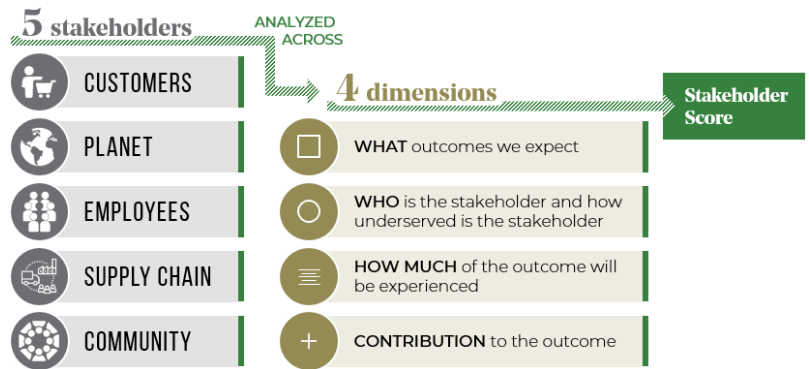 5 stakeholders
ANALYZED
ACROSS
CUSTOMERS
PLANET
EMPLOYEES
SUPPLY CHAIN
COMMUNITY
4 dimensions
WHAT outcomes we expect
WHO is the stakeholder and how
underserved is the stakeholder
HOW MUCH of the outcome will
be experienced
CONTRIBUTION to the outcome
Stakeholder
Score